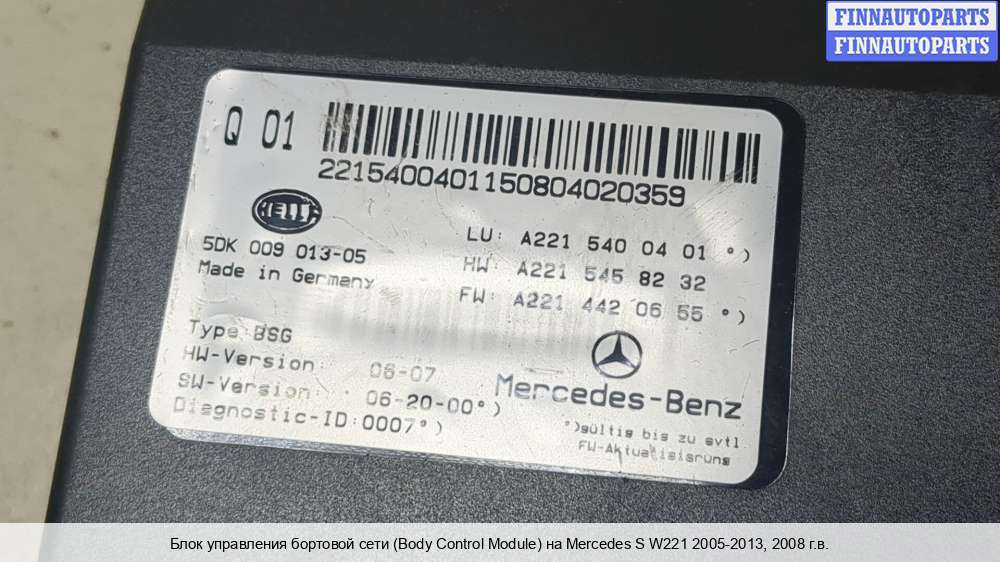 FINNAUTOPARTS
FINNAUTOPARTS
Q 01
2215400401150804020359
HELLA
5DK 009 013-05
Made in Germany
LU: A221 540 04 01 °)
HW: A221 545 82 32
FW: A221 442 06 55 °)
Type BSG
HW-Version: 06-07
SW-Version: 06-20-00°)
Diagnostic-ID:0007°)
Mercedes-Benz
°)gültig bis zu evtl
FW-Aktualisierung
Блок управления бортовой сети (Body Control Module) на Mercedes S W221 2005-2013, 2008 г.в.